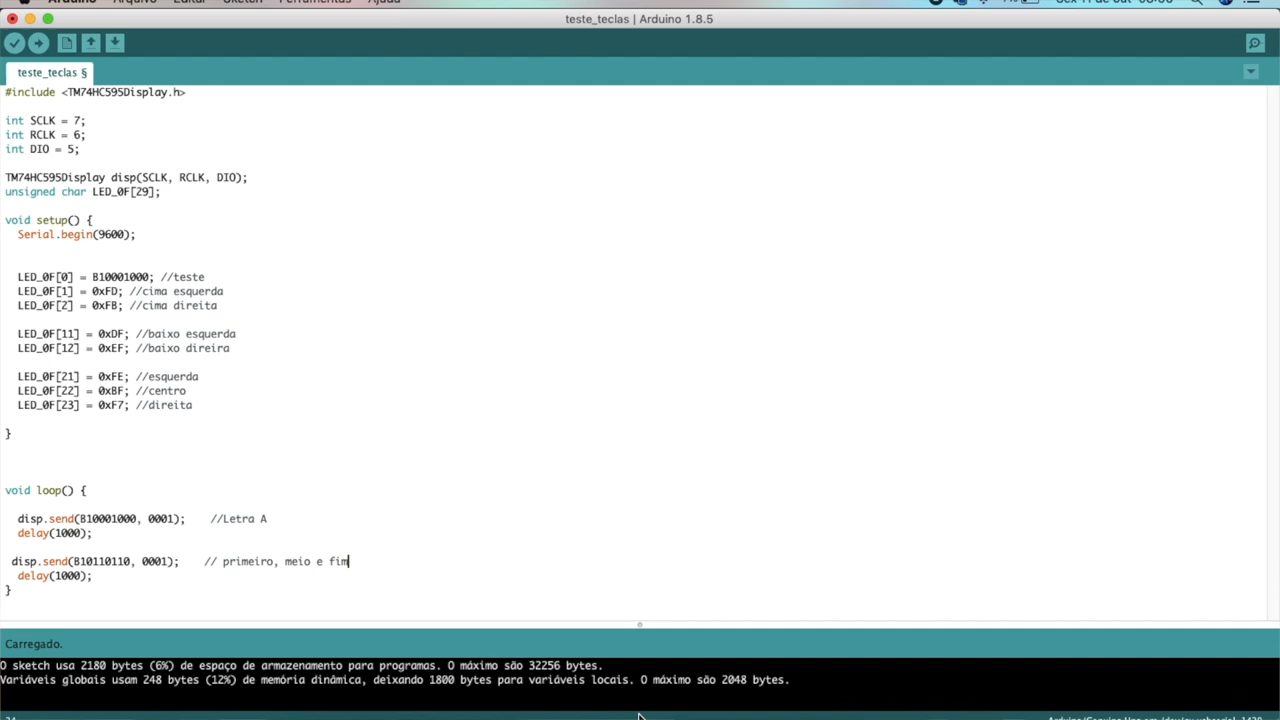 Arduino Arquivo Editar Sketch Ferramentas Ajuda
teste_teclas | Arduino 1.8.5
teste_teclas §
#include <TM74HC595Display.h>
int SCLK = 7;
int RCLK = 6;
int DIO = 5;
TM74HC595Display disp(SCLK, RCLK, DIO);
unsigned char LED_0F[29];
void setup() {
Serial.begin(9600);
LED_0F[0] = B10001000; //teste
LED_0F[1] = 0xFD; //cima esquerda
LED_0F[2] = 0xFB; //cima direita
LED_0F[11] = 0xDF; //baixo esquerda
LED_0F[12] = 0xEF; //baixo direira
LED_0F[21] = 0xFE; //esquerda
LED_0F[22] = 0xBF; //centro
LED_0F[23] = 0xF7; //direita
}
void loop() {
disp.send(B10001000, 0001); //Letra A
delay(1000);
disp.send(B10110110, 0001); // primeiro, meio e fim
delay(1000);
}
Carregado.
O sketch usa 2180 bytes (6%) de espaço de armazenamento para programas. O máximo são 32256 bytes.
Variáveis globais usam 248 bytes (12%) de memória dinâmica, deixando 1800 bytes para variáveis locais. O máximo são 2048 bytes.